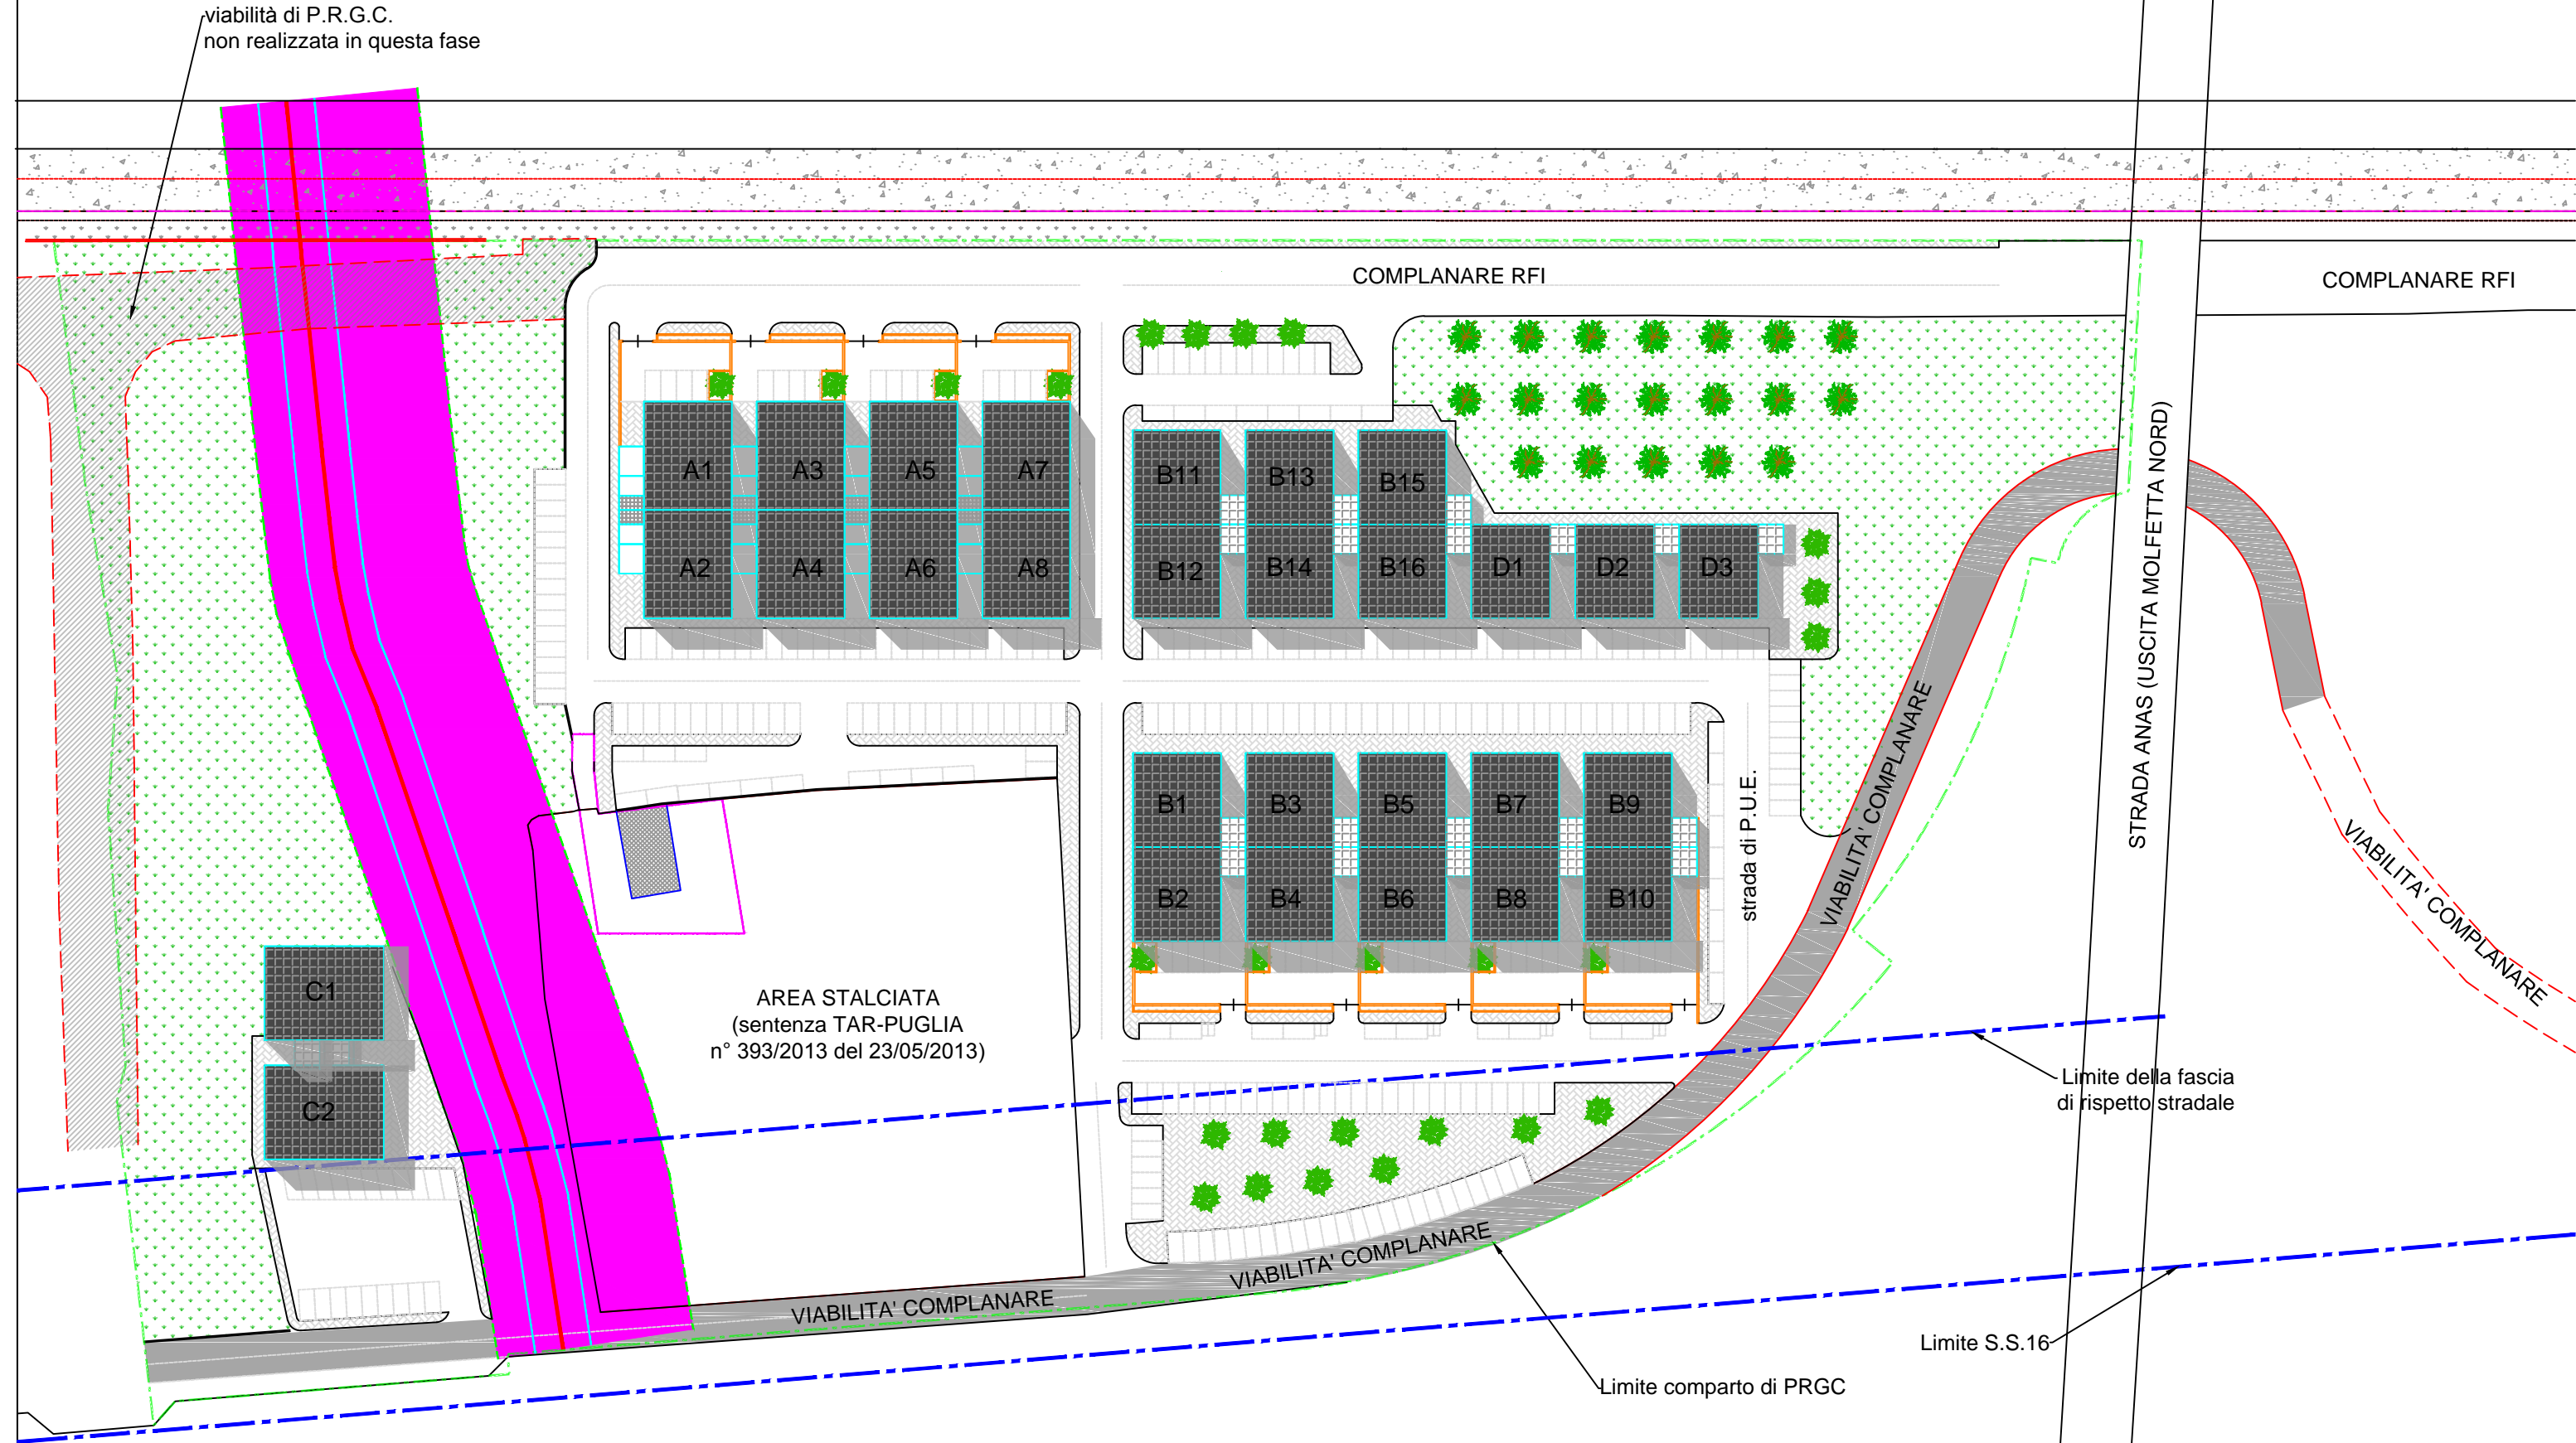 viabilità di P.R.G.C.
non realizzata in questa fase
COMPLANARE RFI
COMPLANARE RFI
A1
A3
A5
A7
A2
A4
A6
A8
B11
B13
B15
B12
B14
B16
D1
D2
D3
STRADA ANAS (USCITA MOLFETTA NORD)
B1
B3
B5
B7
B9
B2
B4
B6
B8
B10
strada di P.U.E.
VIABILITA' COMPLANARE
VIABILITA' COMPLANARE
C1
C2
AREA STALCIATA
(sentenza TAR-PUGLIA
n° 393/2013 del 23/05/2013)
Limite della fascia
di rispetto stradale
VIABILITA' COMPLANARE
VIABILITA' COMPLANARE
Limite S.S.16
Limite comparto di PRGC